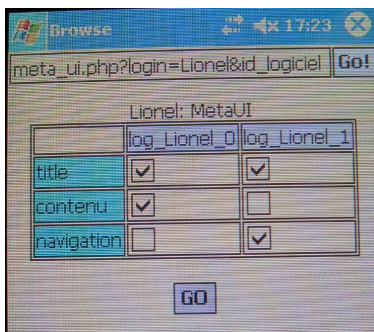 Browse 17:23
meta_ui.php?login=Lionel&id_logiciel Go!
Lionel: MetaUI
log_Lionel_0 log_Lionel_1
title
contenu
navigation
GO